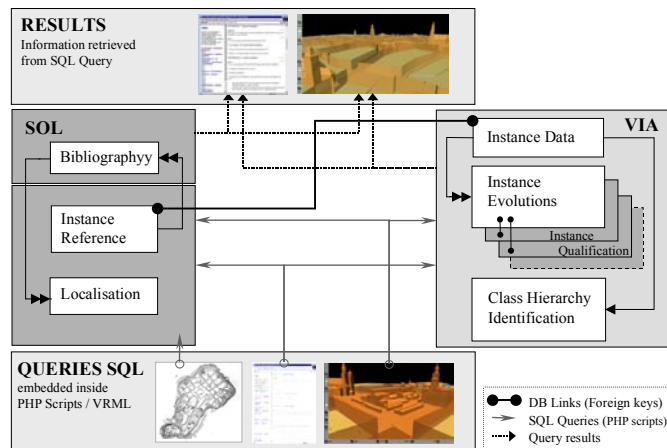 RESULTS
Information retrieved
from SQL Query
SOL
Bibliographyy
Instance
Reference
Localisation
VIA
Instance Data
Instance
Evolutions
Instance
Qualification
Class Hierarchy
Identification
QUERIES SQL
embedded inside
PHP Scripts / VRML
DB Links (Foreign keys)
SQL Queries (PHP scripts)
Query results